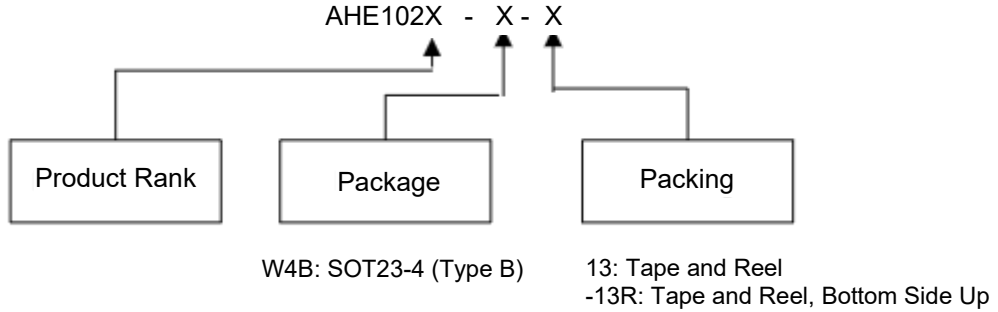 AHE102X - X - X
Product Rank
Package
Packing
W4B: SOT23-4 (Type B)
13: Tape and Reel
-13R: Tape and Reel, Bottom Side Up